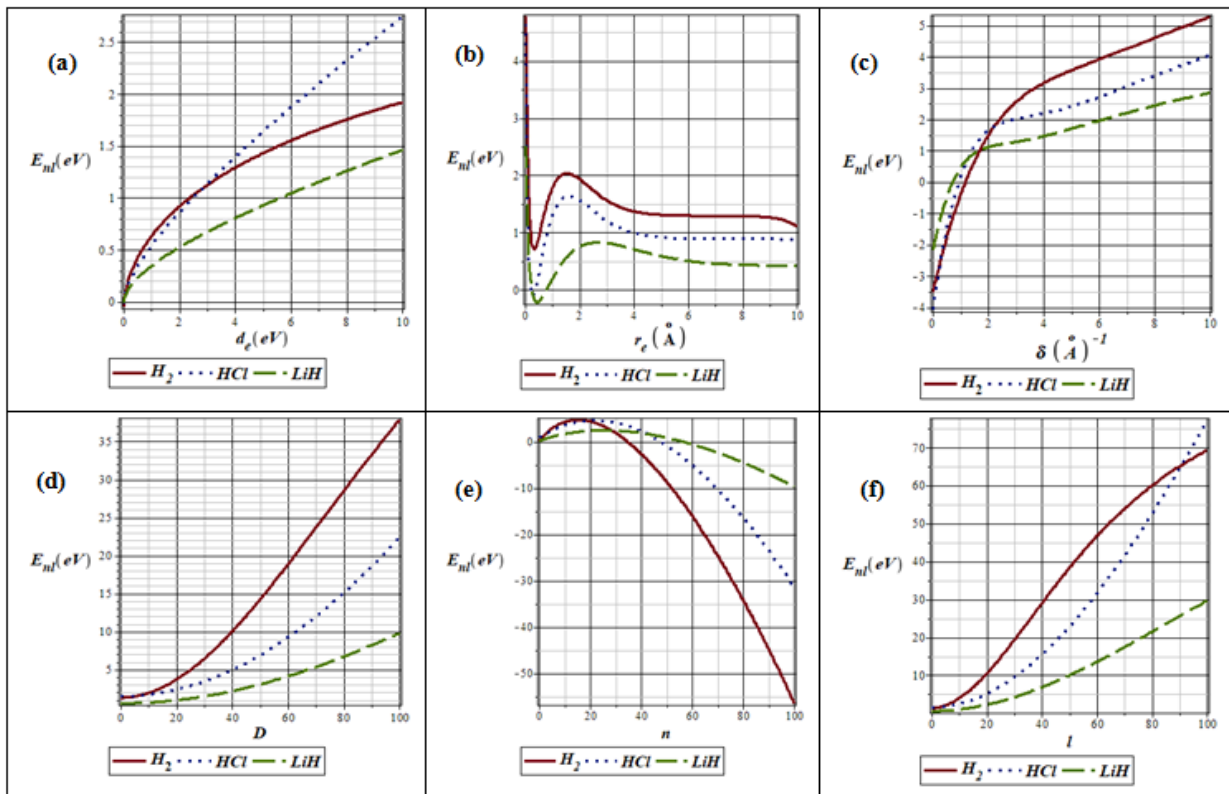 (a)
2.5
2
1.5
1
0.5
0
E_nl (eV)
0 2 4 6 8 10
d_e (eV)
H_2 HCl LiH
(b)
4
3
2
1
0
E_nl (eV)
0 2 4 6 8 10
r_e (Å)
H_2 HCl LiH
(c)
5
4
3
2
1
0
-1
-2
-3
-4
E_nl (eV)
0 2 4 6 8 10
δ (Å)^-1
H_2 HCl LiH
(d)
35
30
25
20
15
10
5
E_nl (eV)
0 20 40 60 80 100
D
H_2 HCl LiH
(e)
0
-10
-20
-30
-40
-50
E_nl (eV)
0 20 40 60 80 100
n
H_2 HCl LiH
(f)
70
60
50
40
30
20
10
E_nl (eV)
0 20 40 60 80 100
l
H_2 HCl LiH